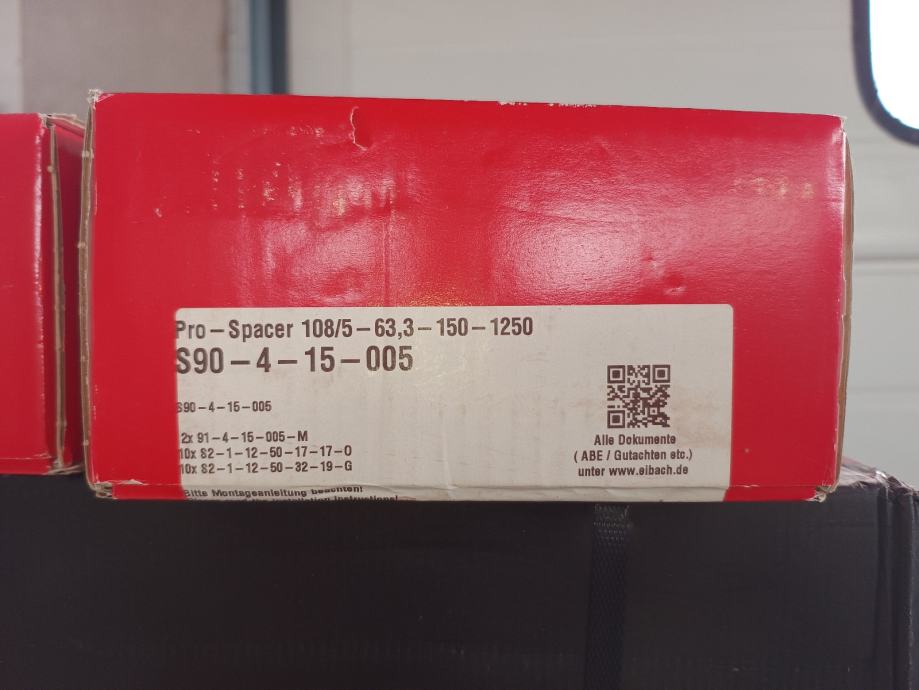 Pro-Spacer 108/5-63,3-150-1250
S90-4-15-005
S90-4-15-005
2x 91-4-15-005-M
10x S2-1-12-50-17-17-O
10x S2-1-12-50-32-19-G
Bitte Montageanleitung beachten!
Installation Instructions!
Alle Dokumente
( ABE / Gutachten etc.)
unter www.eibach.de